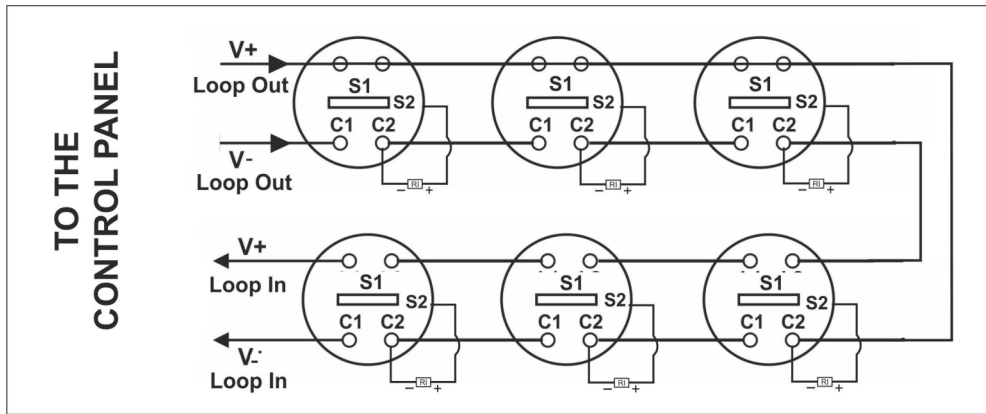 TO THE
CONTROL PANEL
V+
Loop Out
V-
Loop Out
S1
S2
C1 C2
− RI +
S1
S2
C1 C2
− RI +
S1
S2
C1 C2
− RI +
V+
Loop In
V-
Loop In
S1
S2
C1 C2
− RI +
S1
S2
C1 C2
− RI +
S1
S2
C1 C2
− RI +